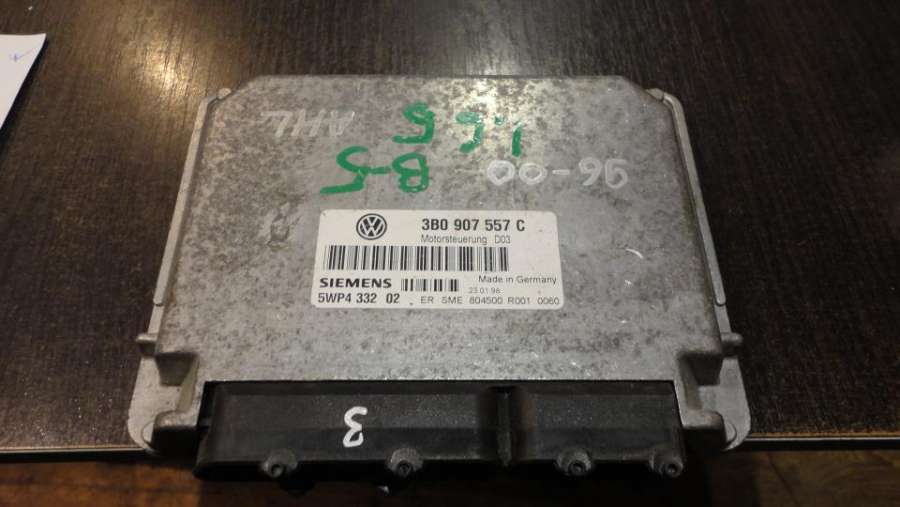 AHL
1.6
B-5
96-00
3B0 907 557 C
Motorsteuerung D03
SIEMENS
Made in Germany
23.01.98
5WP4 332 02 ER SME 804500 R001 0060
3